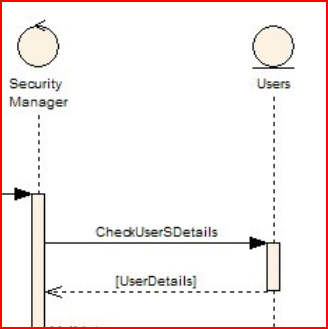 Security
Manager
Users
CheckUserSDetails
[UserDetails]